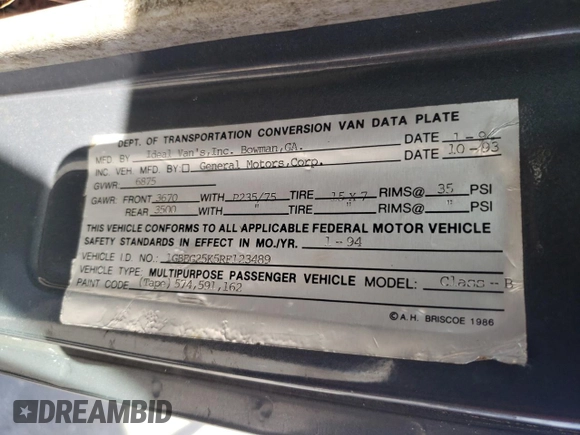 DEPT. OF TRANSPORTATION CONVERSION VAN DATA PLATE
MFD. BY Ideal Van's, Inc. Bowman, GA. DATE 1-94
INC. VEH. MFD. BY: General Motors, Corp. DATE 10-93
GVWR: 6875
GAWR: FRONT 3670 WITH P235/75 TIRE 15 X 7 RIMS@ 35 PSI
REAR 3500 WITH " TIRE " RIMS@ " PSI
THIS VEHICLE CONFORMS TO ALL APPLICABLE FEDERAL MOTOR VEHICLE
SAFETY STANDARDS IN EFFECT IN MO./YR. 1-94
VEHICLE I.D. NO.:
VEHICLE TYPE: MULTIPURPOSE PASSENGER VEHICLE MODEL: Class-B
PAINT CODE: (Tape) 574,591,162
© A.H. BRISCOE 1986
DREAMBID